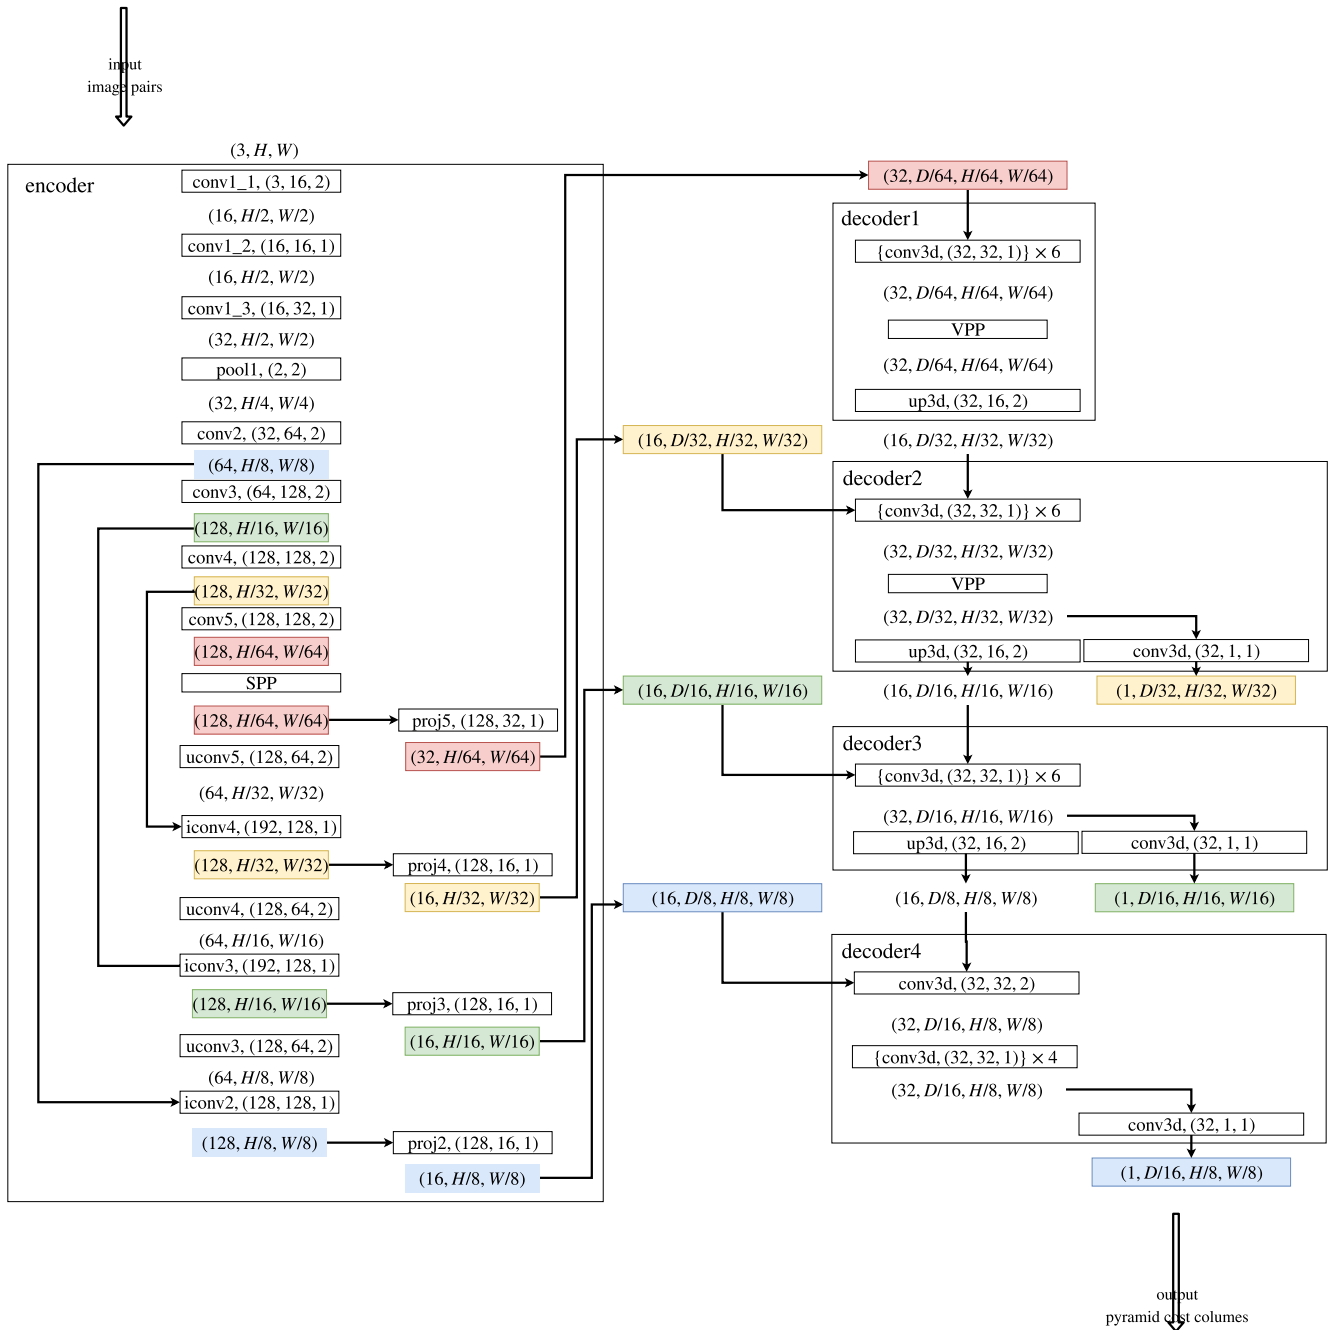 input
image pairs
(3, H, W)
encoder
conv1_1, (3, 16, 2)
(16, H/2, W/2)
conv1_2, (16, 16, 1)
(16, H/2, W/2)
conv1_3, (16, 32, 1)
(32, H/2, W/2)
pool1, (2, 2)
(32, H/4, W/4)
conv2, (32, 64, 2)
(64, H/8, W/8)
conv3, (64, 128, 2)
(128, H/16, W/16)
conv4, (128, 128, 2)
(128, H/32, W/32)
conv5, (128, 128, 2)
(128, H/64, W/64)
SPP
(128, H/64, W/64)
proj5, (128, 32, 1)
uconv5, (128, 64, 2)
(32, H/64, W/64)
(64, H/32, W/32)
iconv4, (192, 128, 1)
(128, H/32, W/32)
proj4, (128, 16, 1)
(16, H/32, W/32)
uconv4, (128, 64, 2)
(64, H/16, W/16)
iconv3, (192, 128, 1)
(128, H/16, W/16)
proj3, (128, 16, 1)
uconv3, (128, 64, 2)
(16, H/16, W/16)
(64, H/8, W/8)
iconv2, (128, 128, 1)
(128, H/8, W/8)
proj2, (128, 16, 1)
(16, H/8, W/8)
(32, D/64, H/64, W/64)
decoder1
{conv3d, (32, 32, 1)} × 6
(32, D/64, H/64, W/64)
VPP
(32, D/64, H/64, W/64)
up3d, (32, 16, 2)
(16, D/32, H/32, W/32)
(16, D/32, H/32, W/32)
decoder2
{conv3d, (32, 32, 1)} × 6
(32, D/32, H/32, W/32)
VPP
(32, D/32, H/32, W/32)
up3d, (32, 16, 2)
conv3d, (32, 1, 1)
(16, D/16, H/16, W/16)
(16, D/16, H/16, W/16)
(1, D/32, H/32, W/32)
decoder3
{conv3d, (32, 32, 1)} × 6
(32, D/16, H/16, W/16)
up3d, (32, 16, 2)
conv3d, (32, 1, 1)
(16, D/8, H/8, W/8)
(16, D/8, H/8, W/8)
(1, D/16, H/16, W/16)
decoder4
conv3d, (32, 32, 2)
(32, D/16, H/8, W/8)
{conv3d, (32, 32, 1)} × 4
(32, D/16, H/8, W/8)
conv3d, (32, 1, 1)
(1, D/16, H/8, W/8)
output
pyramid cost columes